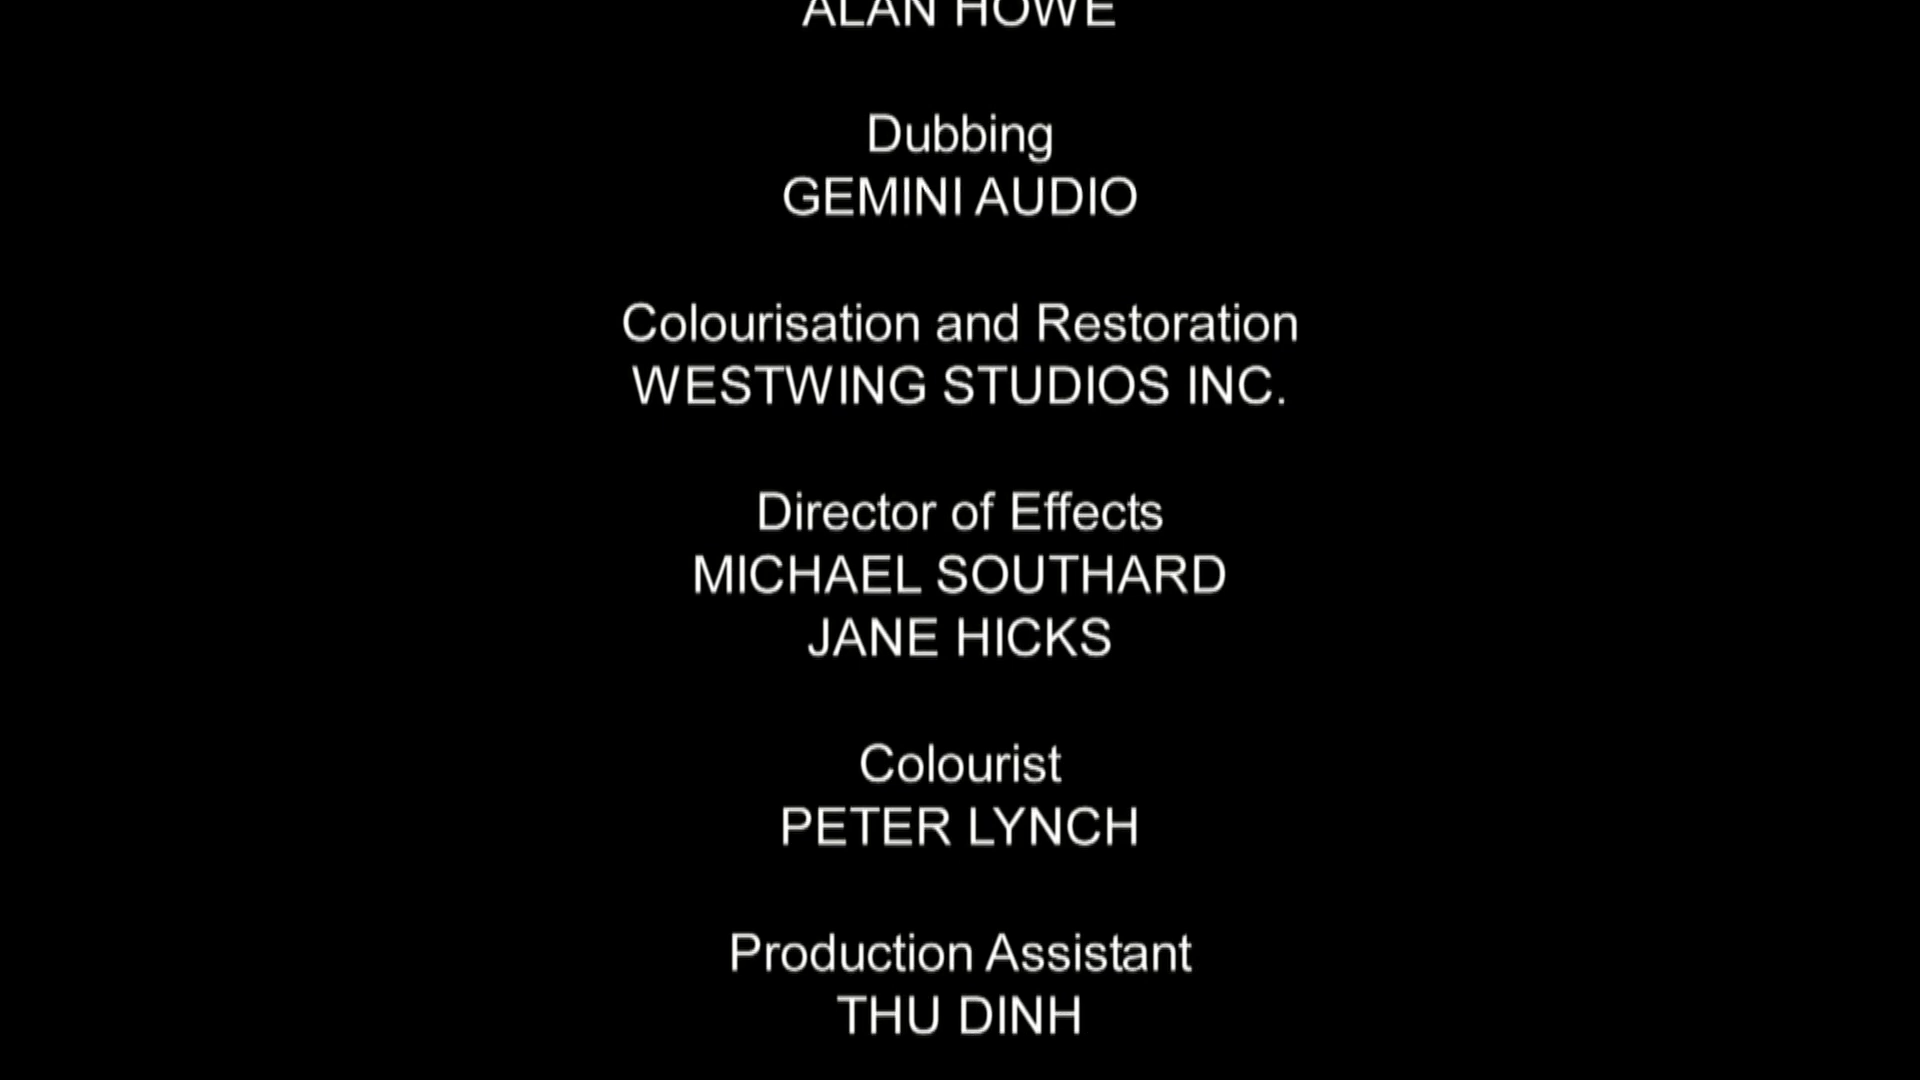 ALAN HOWE
Dubbing
GEMINI AUDIO
Colourisation and Restoration
WESTWING STUDIOS INC.
Director of Effects
MICHAEL SOUTHARD
JANE HICKS
Colourist
PETER LYNCH
Production Assistant
THU DINH